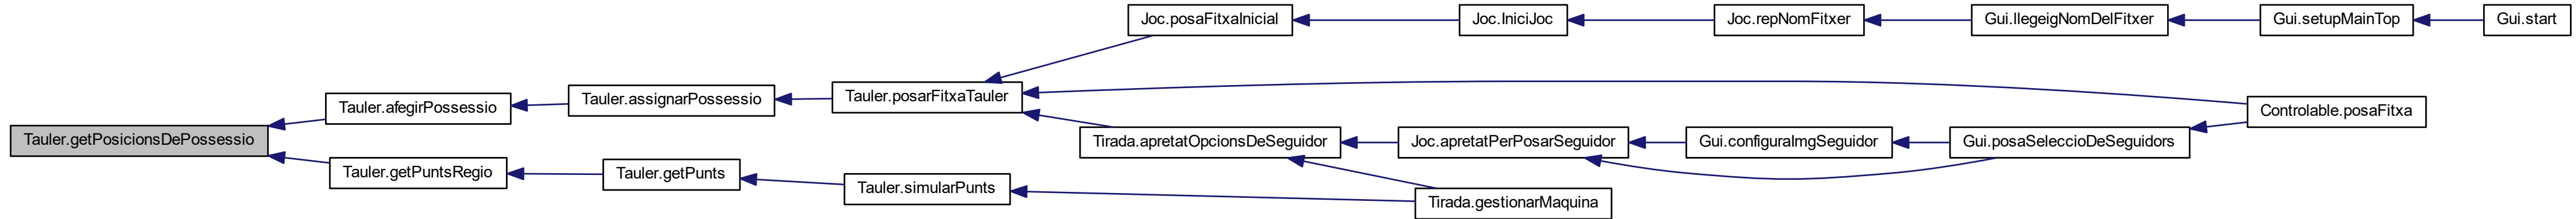 Joc.posaFitxaInicial
Joc.IniciJoc
Joc.repNomFitxer
Gui.llegeigNomDelFitxer
Gui.setupMainTop
Gui.start
Tauler.getPosicionsDePossessio
Tauler.afegirPossessio
Tauler.assignarPossessio
Tauler.posarFitxaTauler
Controlable.posaFitxa
Tirada.apretatOpcionsDeSeguidor
Joc.apretatPerPosarSeguidor
Gui.configuraImgSeguidor
Gui.posaSeleccioDeSeguidors
Tauler.getPuntsRegio
Tauler.getPunts
Tauler.simularPunts
Tirada.gestionarMaquina